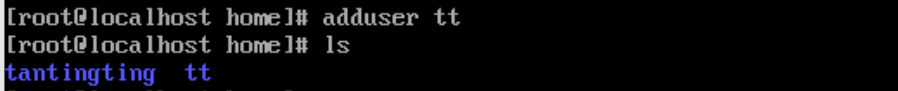 [root@localhost home]# adduser tt
[root@localhost home]# ls
tantingting  tt